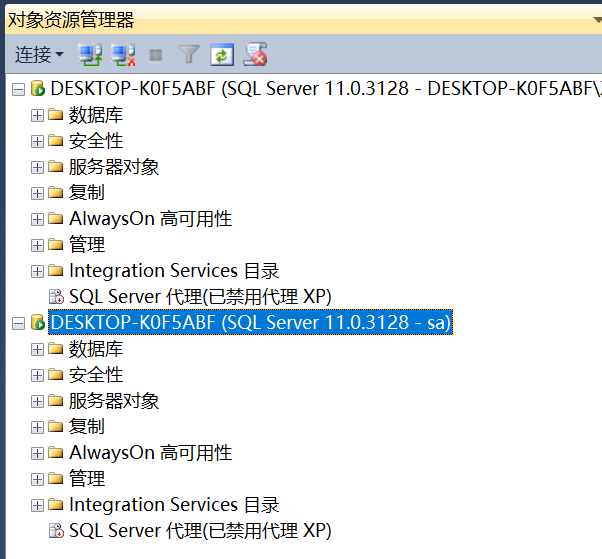 对象资源管理器
连接
DESKTOP-K0F5ABF (SQL Server 11.0.3128 - DESKTOP-K0F5ABF\
数据库
安全性
服务器对象
复制
AlwaysOn 高可用性
管理
Integration Services 目录
SQL Server 代理(已禁用代理 XP)
DESKTOP-K0F5ABF (SQL Server 11.0.3128 - sa)
数据库
安全性
服务器对象
复制
AlwaysOn 高可用性
管理
Integration Services 目录
SQL Server 代理(已禁用代理 XP)